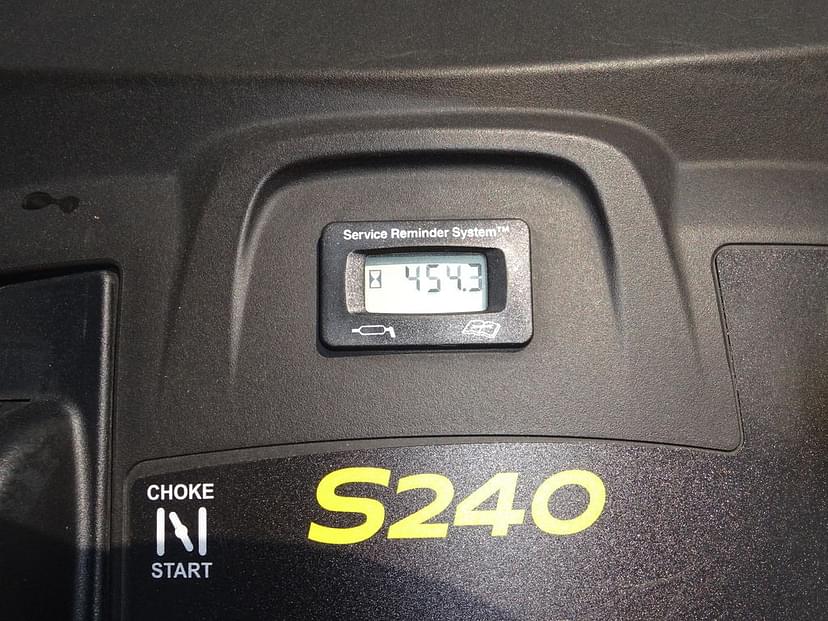 Service Reminder System™
454.3
S240
CHOKE
START